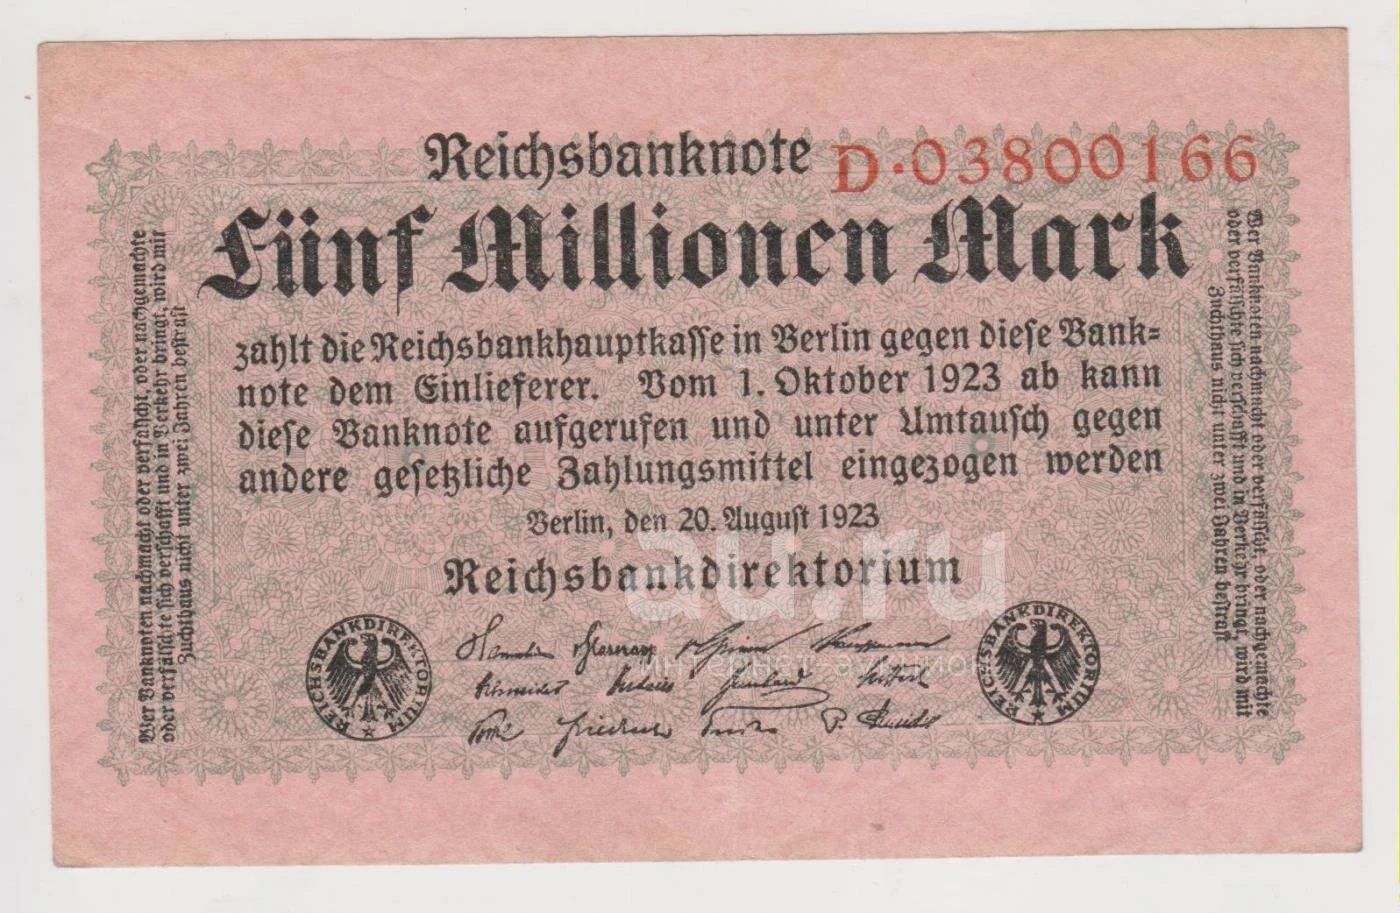 Reichsbanknote
D·03800166
Fünf Millionen Mark
zahlt die Reichsbankhauptkasse in Berlin gegen diese Bank=
note dem Einlieferer. Vom 1. Oktober 1923 ab kann
diese Banknote aufgerufen und unter Umtausch gegen
andere gesetzliche Zahlungsmittel eingezogen werden
Berlin, den 20. August 1923
Reichsbankdirektorium
REICHSBANKDIREKTORIUM
REICHSBANKDIREKTORIUM
Wer Banknoten nachmacht oder verfälscht, oder nachgemachte
oder verfälschte sich verschafft und in Verkehr bringt, wird mit
Zuchthaus nicht unter zwei Jahren bestraft
Wer Banknoten nachmacht oder verfälscht, oder nachgemachte
oder verfälschte sich verschafft und in Verkehr bringt, wird mit
Zuchthaus nicht unter zwei Jahren bestraft
au.ru
интернет-аукцион